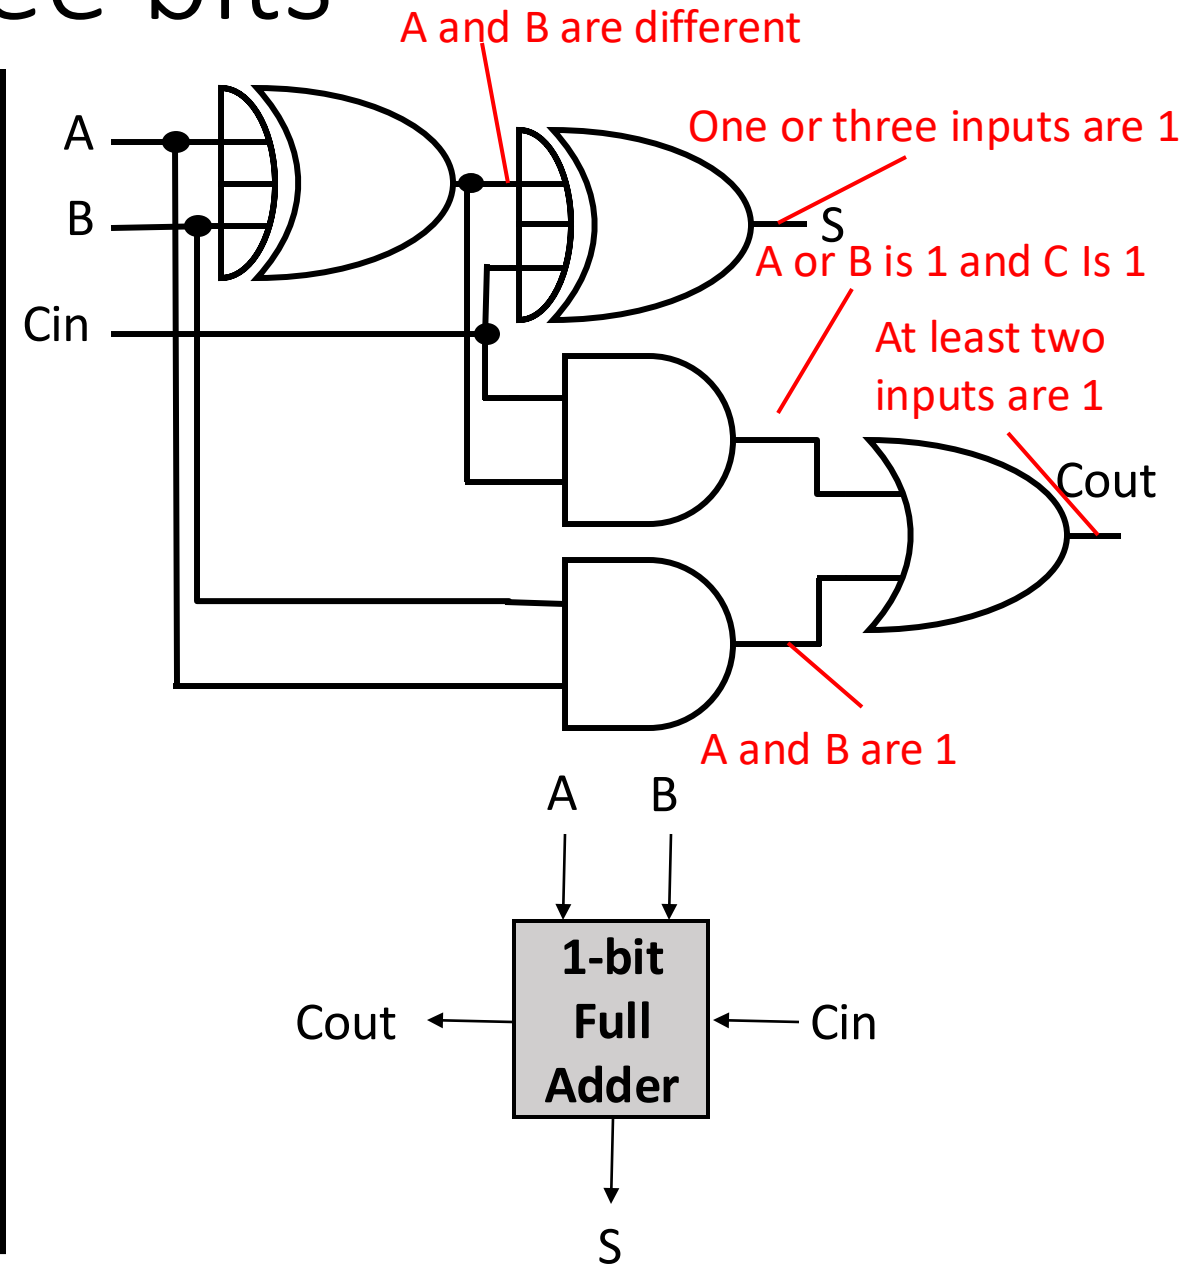 bits
A and B are different
A
One or three inputs are 1
B
S
A or B is 1 and C Is 1
Cin
At least two
inputs are 1
Cout
A and B are 1
A B
1-bit
Full
Adder
Cout
Cin
S